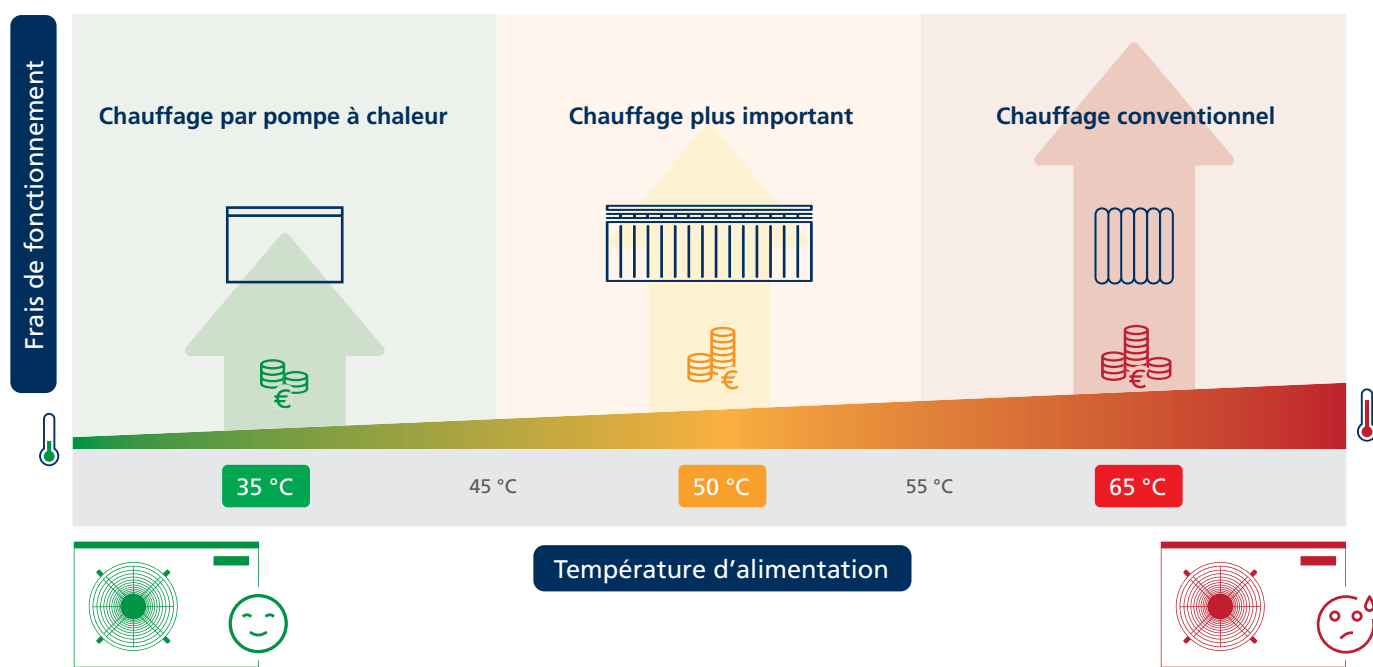 Frais de fonctionnement
Chauffage par pompe à chaleur
Chauffage plus important
Chauffage conventionnel
€
€
€
35 °C
45 °C
50 °C
55 °C
65 °C
Température d’alimentation